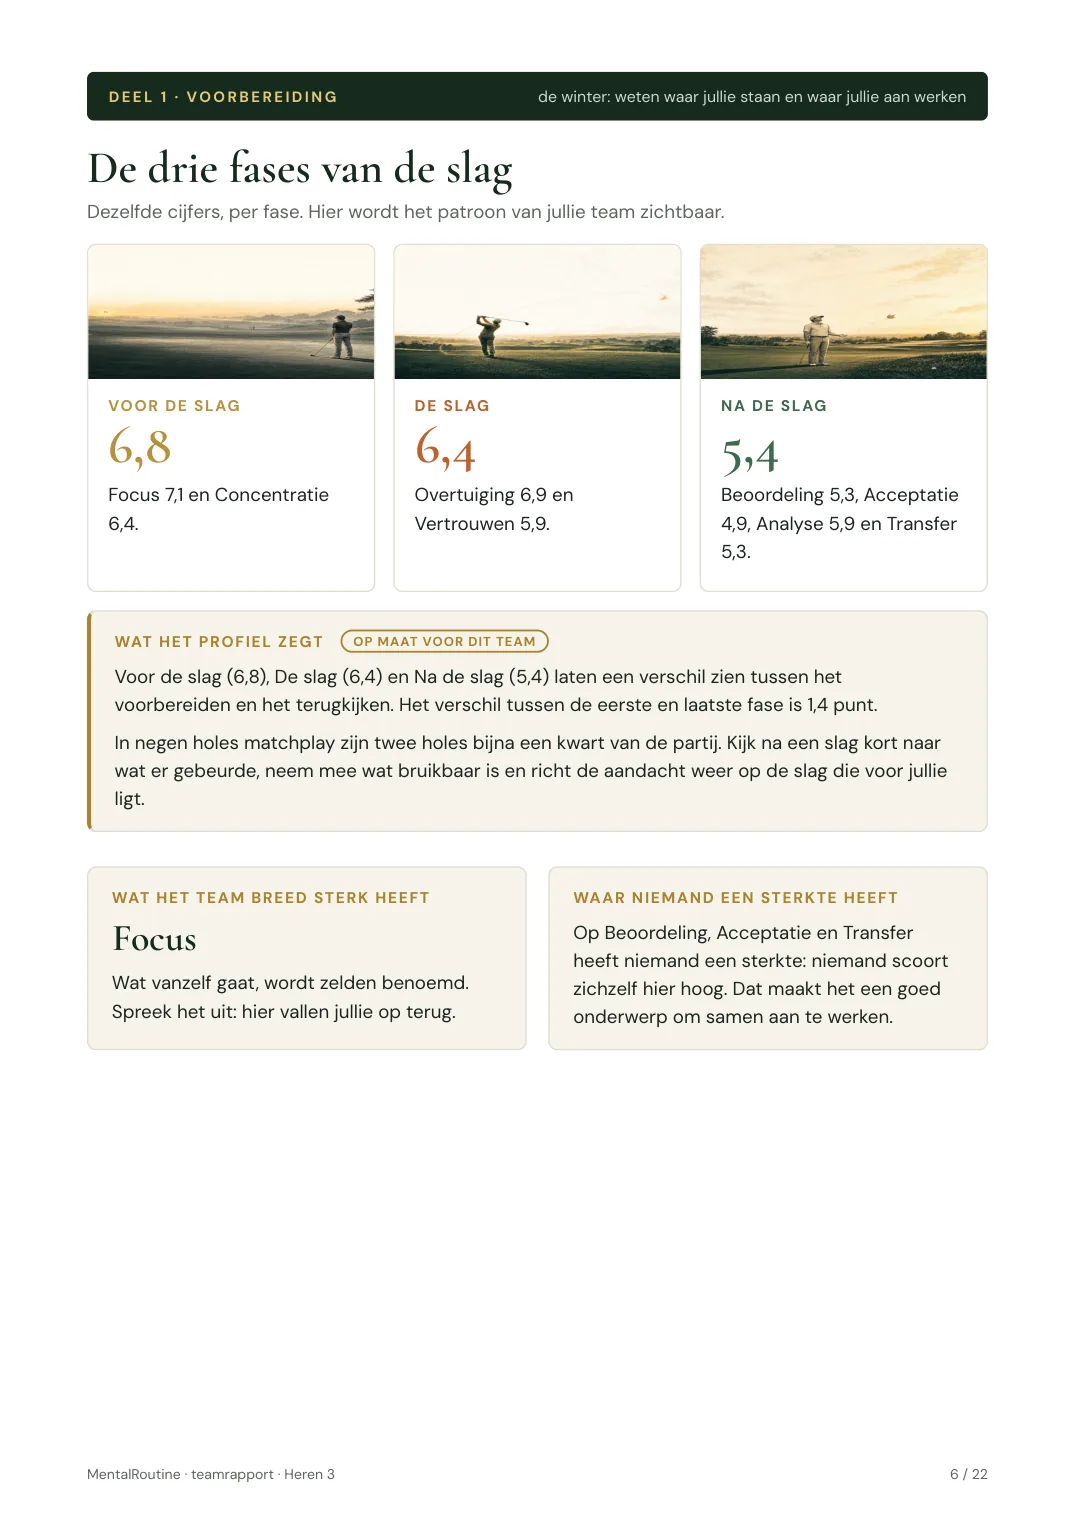 DEEL 1 · VOORBEREIDING
de winter: weten waar jullie staan en waar jullie aan werken
De drie fases van de slag
Dezelfde cijfers, per fase. Hier wordt het patroon van jullie team zichtbaar.
VOOR DE SLAG
6,8
Focus 7,1 en Concentratie
6,4.
DE SLAG
6,4
Overtuiging 6,9 en
Vertrouwen 5,9.
NA DE SLAG
5,4
Beoordeling 5,3, Acceptatie
4,9, Analyse 5,9 en Transfer
5,3.
WAT HET PROFIEL ZEGT
OP MAAT VOOR DIT TEAM
Voor de slag (6,8), De slag (6,4) en Na de slag (5,4) laten een verschil zien tussen het
voorbereiden en het terugkijken. Het verschil tussen de eerste en laatste fase is 1,4 punt.
In negen holes matchplay zijn twee holes bijna een kwart van de partij. Kijk na een slag kort naar
wat er gebeurde, neem mee wat bruikbaar is en richt de aandacht weer op de slag die voor jullie
ligt.
WAT HET TEAM BREED STERK HEEFT
Focus
Wat vanzelf gaat, wordt zelden benoemd.
Spreek het uit: hier vallen jullie op terug.
WAAR NIEMAND EEN STERKTE HEEFT
Op Beoordeling, Acceptatie en Transfer
heeft niemand een sterkte: niemand scoort
zichzelf hier hoog. Dat maakt het een goed
onderwerp om samen aan te werken.
MentalRoutine · teamrapport · Heren 3
6 / 22